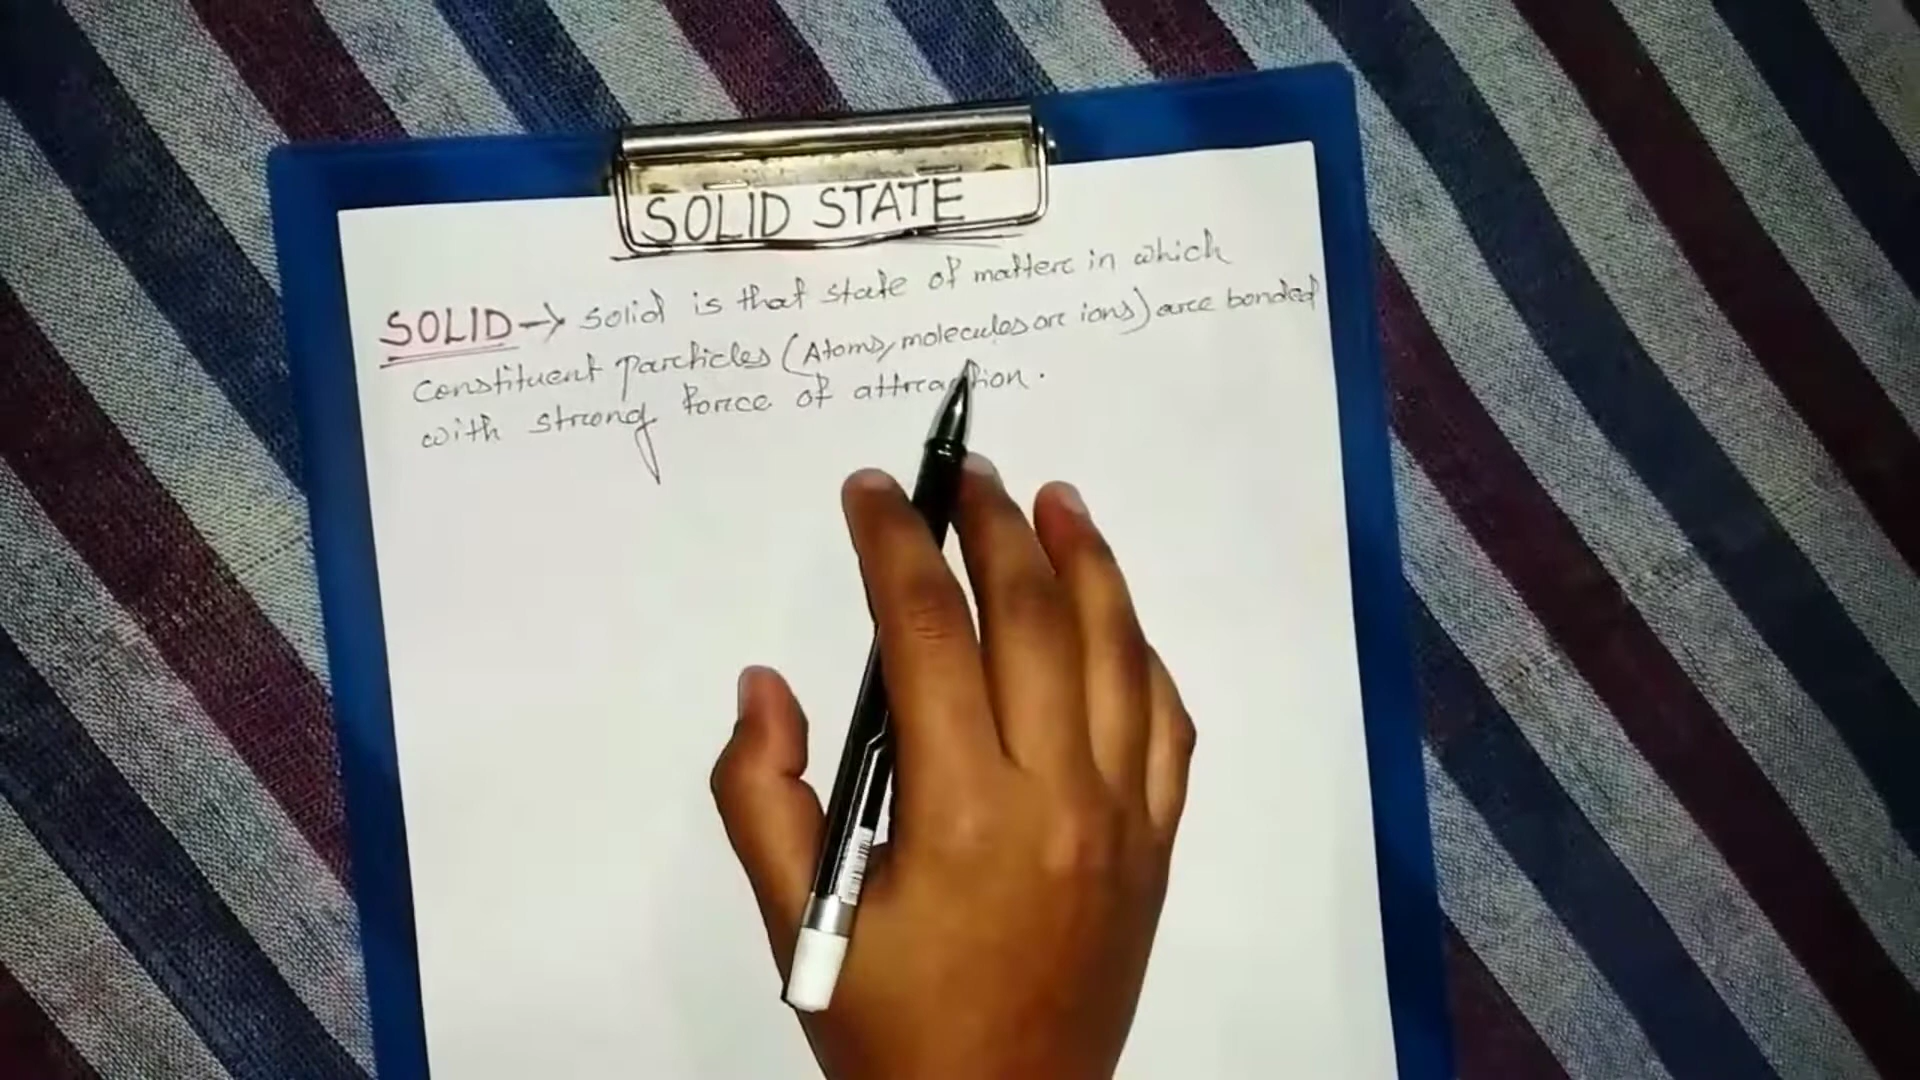 SOLID STATE
SOLID → Solid is that state of matter in which
constituent particles (Atoms, molecules or ions) are bonded
with strong force of attraction.